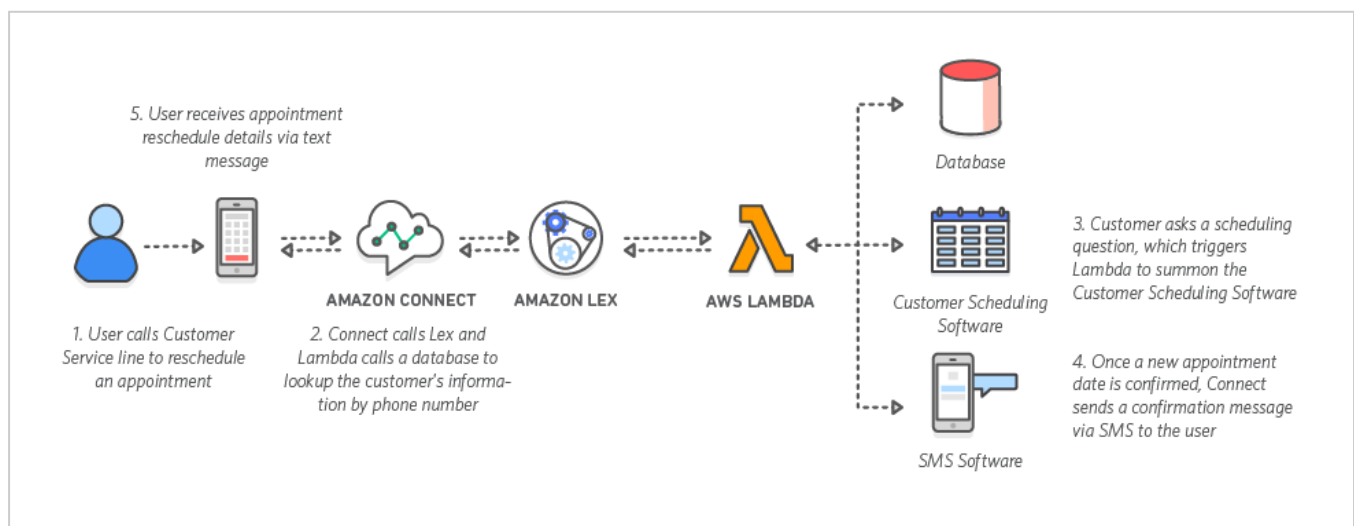 5. User receives appointment
reschedule details via text
message
Database
AMAZON CONNECT
AMAZON LEX
AWS LAMBDA
Customer Scheduling
Software
1. User calls Customer
Service line to reschedule
an appointment
2. Connect calls Lex and
Lambda calls a database to
lookup the customer's informa-
tion by phone number
3. Customer asks a scheduling
question, which triggers
Lambda to summon the
Customer Scheduling Software
SMS Software
4. Once a new appointment
date is confirmed, Connect
sends a confirmation message
via SMS to the user